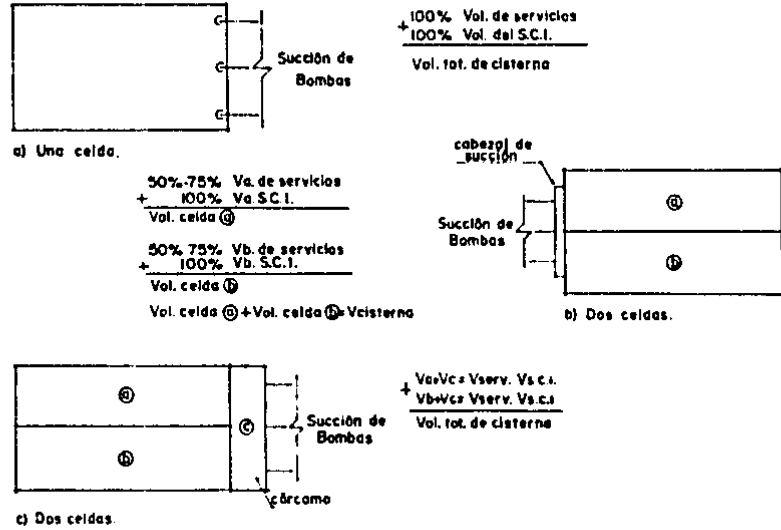 Succión de
Bombas
a) Una celda.
+ 100% Vol. de servicios
100% Vol. del S.C.I.
Vol. tot. de cisterna
50%-75% Va. de servicios
+ 100% Va. S.C.I.
Vol. celda ⓐ
50% 75% Vb. de servicios
+ 100% Vb. S.C.I.
Vol. celda ⓑ
Vol. celda ⓐ + Vol. celda ⓑ = Vcisterna
cabezal de
succión
Succión de
Bombas
ⓐ
ⓑ
b) Dos celdas.
ⓐ
ⓑ
ⓒ
Succión de
Bombas
cárcamo
c) Dos celdas.
+ Va+Vc= Vserv. Vs.c.i.
Vb+Vc= Vserv. Vs.c.i
Vol. tot. de cisterna